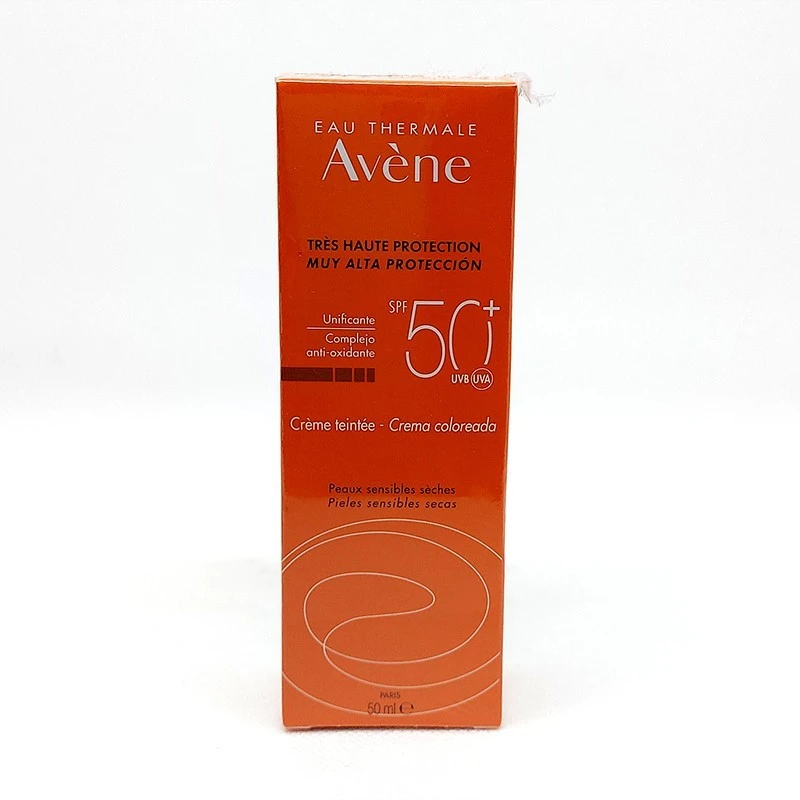 EAU THERMALE
Avène
TRÈS HAUTE PROTECTION
MUY ALTA PROTECCIÓN
Unificante
Complejo
anti-oxidante
SPF 50+
UVB UVA
Crème teintée - Crema coloreada
Peaux sensibles sèches
Pieles sensibles secas
PARIS
50 ml ℮